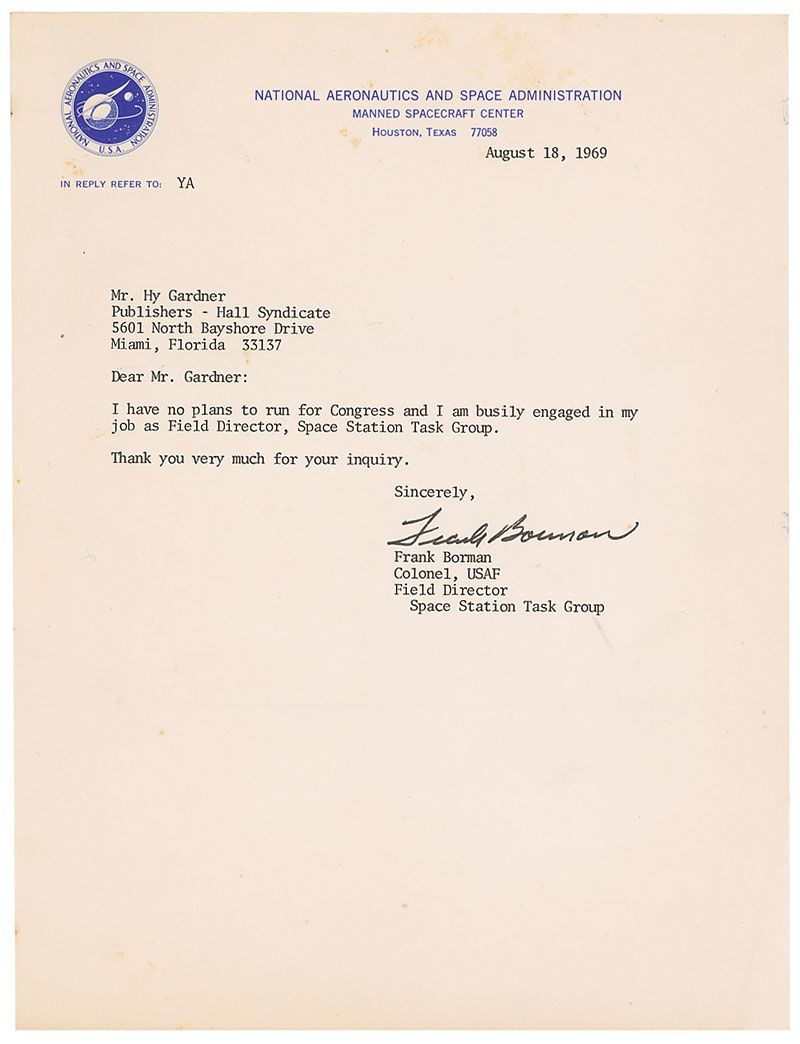 NATIONAL AERONAUTICS AND SPACE ADMINISTRATION
U.S.A.
NATIONAL AERONAUTICS AND SPACE ADMINISTRATION
MANNED SPACECRAFT CENTER
HOUSTON, TEXAS 77058
August 18, 1969
IN REPLY REFER TO: YA
Mr. Hy Gardner
Publishers - Hall Syndicate
5601 North Bayshore Drive
Miami, Florida 33137
Dear Mr. Gardner:
I have no plans to run for Congress and I am busily engaged in my
job as Field Director, Space Station Task Group.
Thank you very much for your inquiry.
Sincerely,
Frank Borman
Frank Borman
Colonel, USAF
Field Director
Space Station Task Group